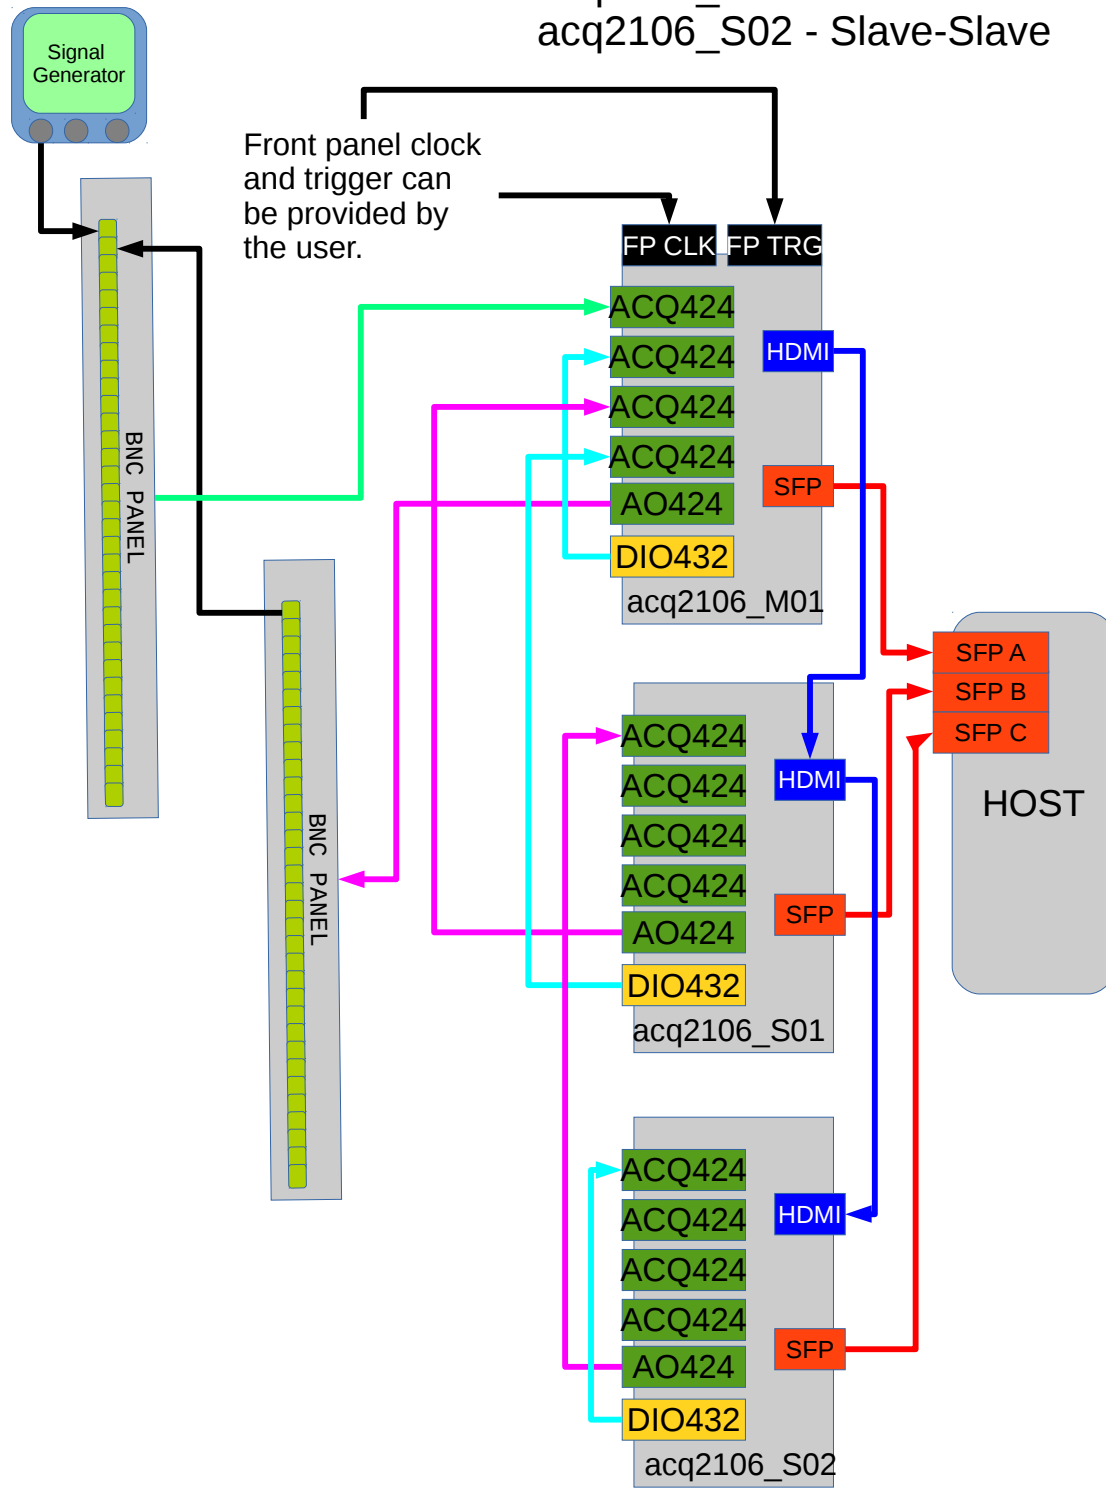 acq2106_S02 - Slave-Slave
Signal
Generator
Front panel clock
and trigger can
be provided by
the user.
FP CLK
FP TRG
ACQ424
ACQ424
ACQ424
ACQ424
AO424
DIO432
HDMI
SFP
acq2106_M01
BNC PANEL
BNC PANEL
ACQ424
ACQ424
ACQ424
ACQ424
AO424
DIO432
HDMI
SFP
acq2106_S01
SFP A
SFP B
SFP C
HOST
ACQ424
ACQ424
ACQ424
ACQ424
AO424
DIO432
HDMI
SFP
acq2106_S02